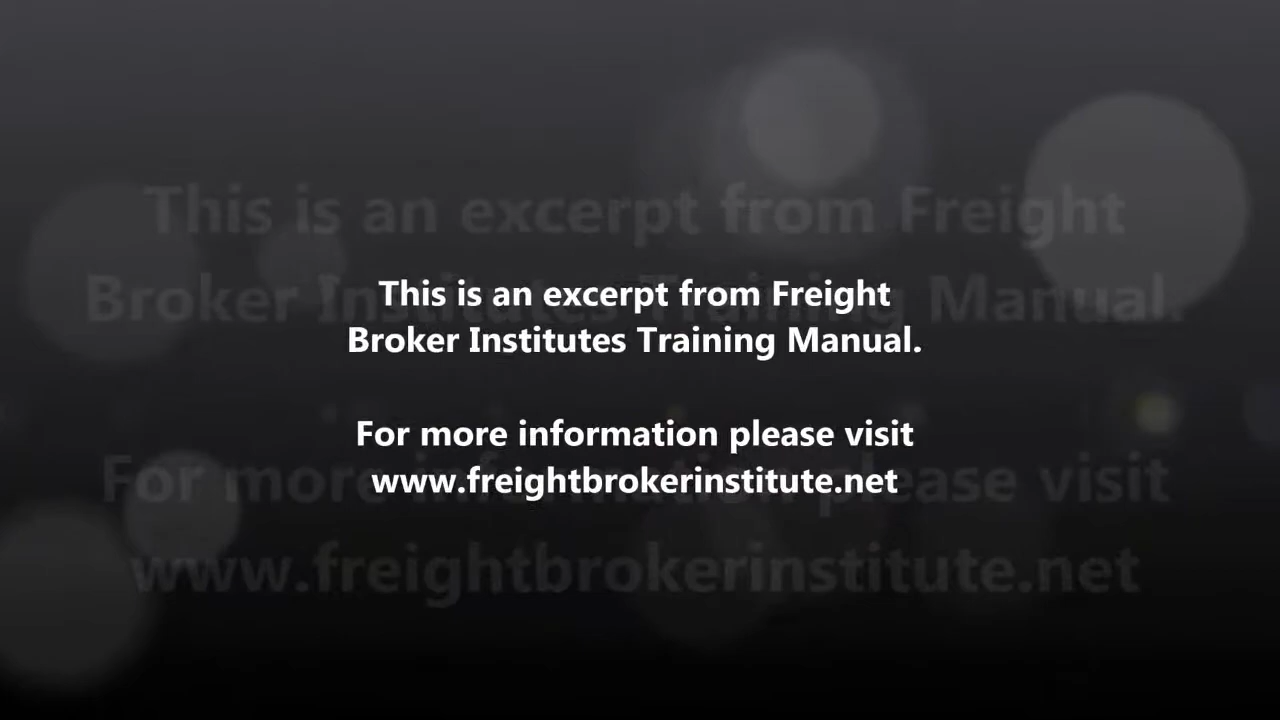 This is an excerpt from Freight
Broker Institutes Training Manual.
For more information please visit
www.freightbrokerinstitute.net